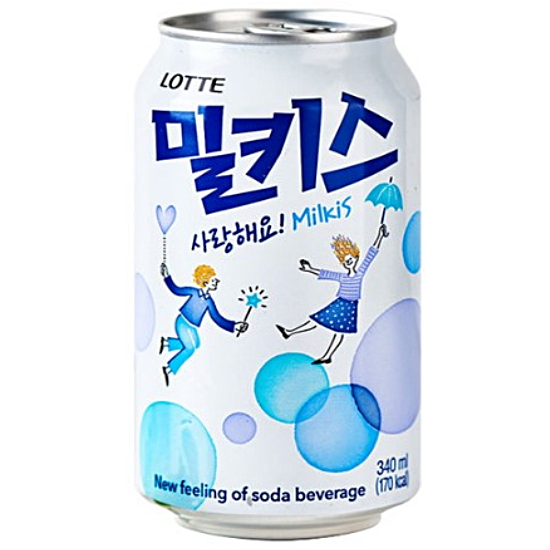 LOTTE
밀키스
사랑해요! Milkis
340 ml
(170 kcal)
New feeling of soda beverage